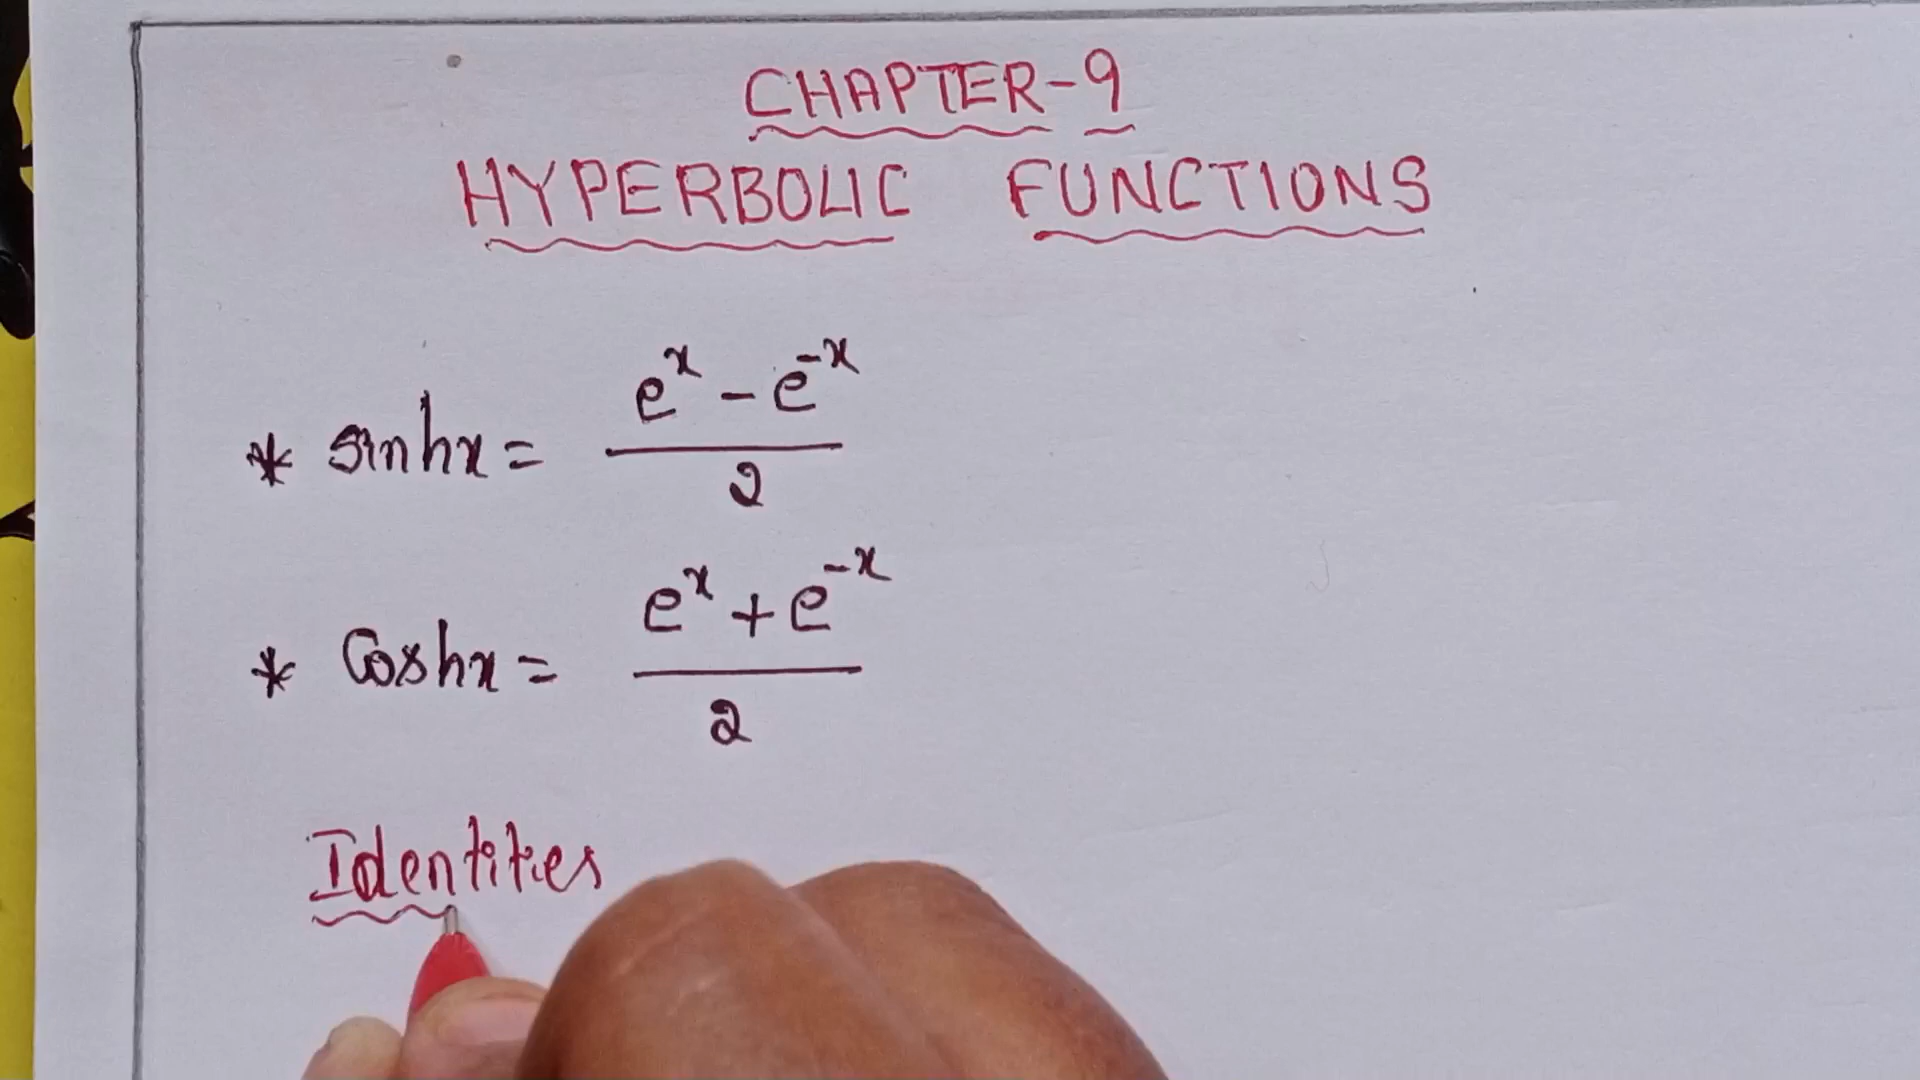 CHAPTER-9
HYPERBOLIC FUNCTIONS
* sinhx = (e^x - e^-x)/2
* Coshx = (e^x + e^-x)/2
Identities